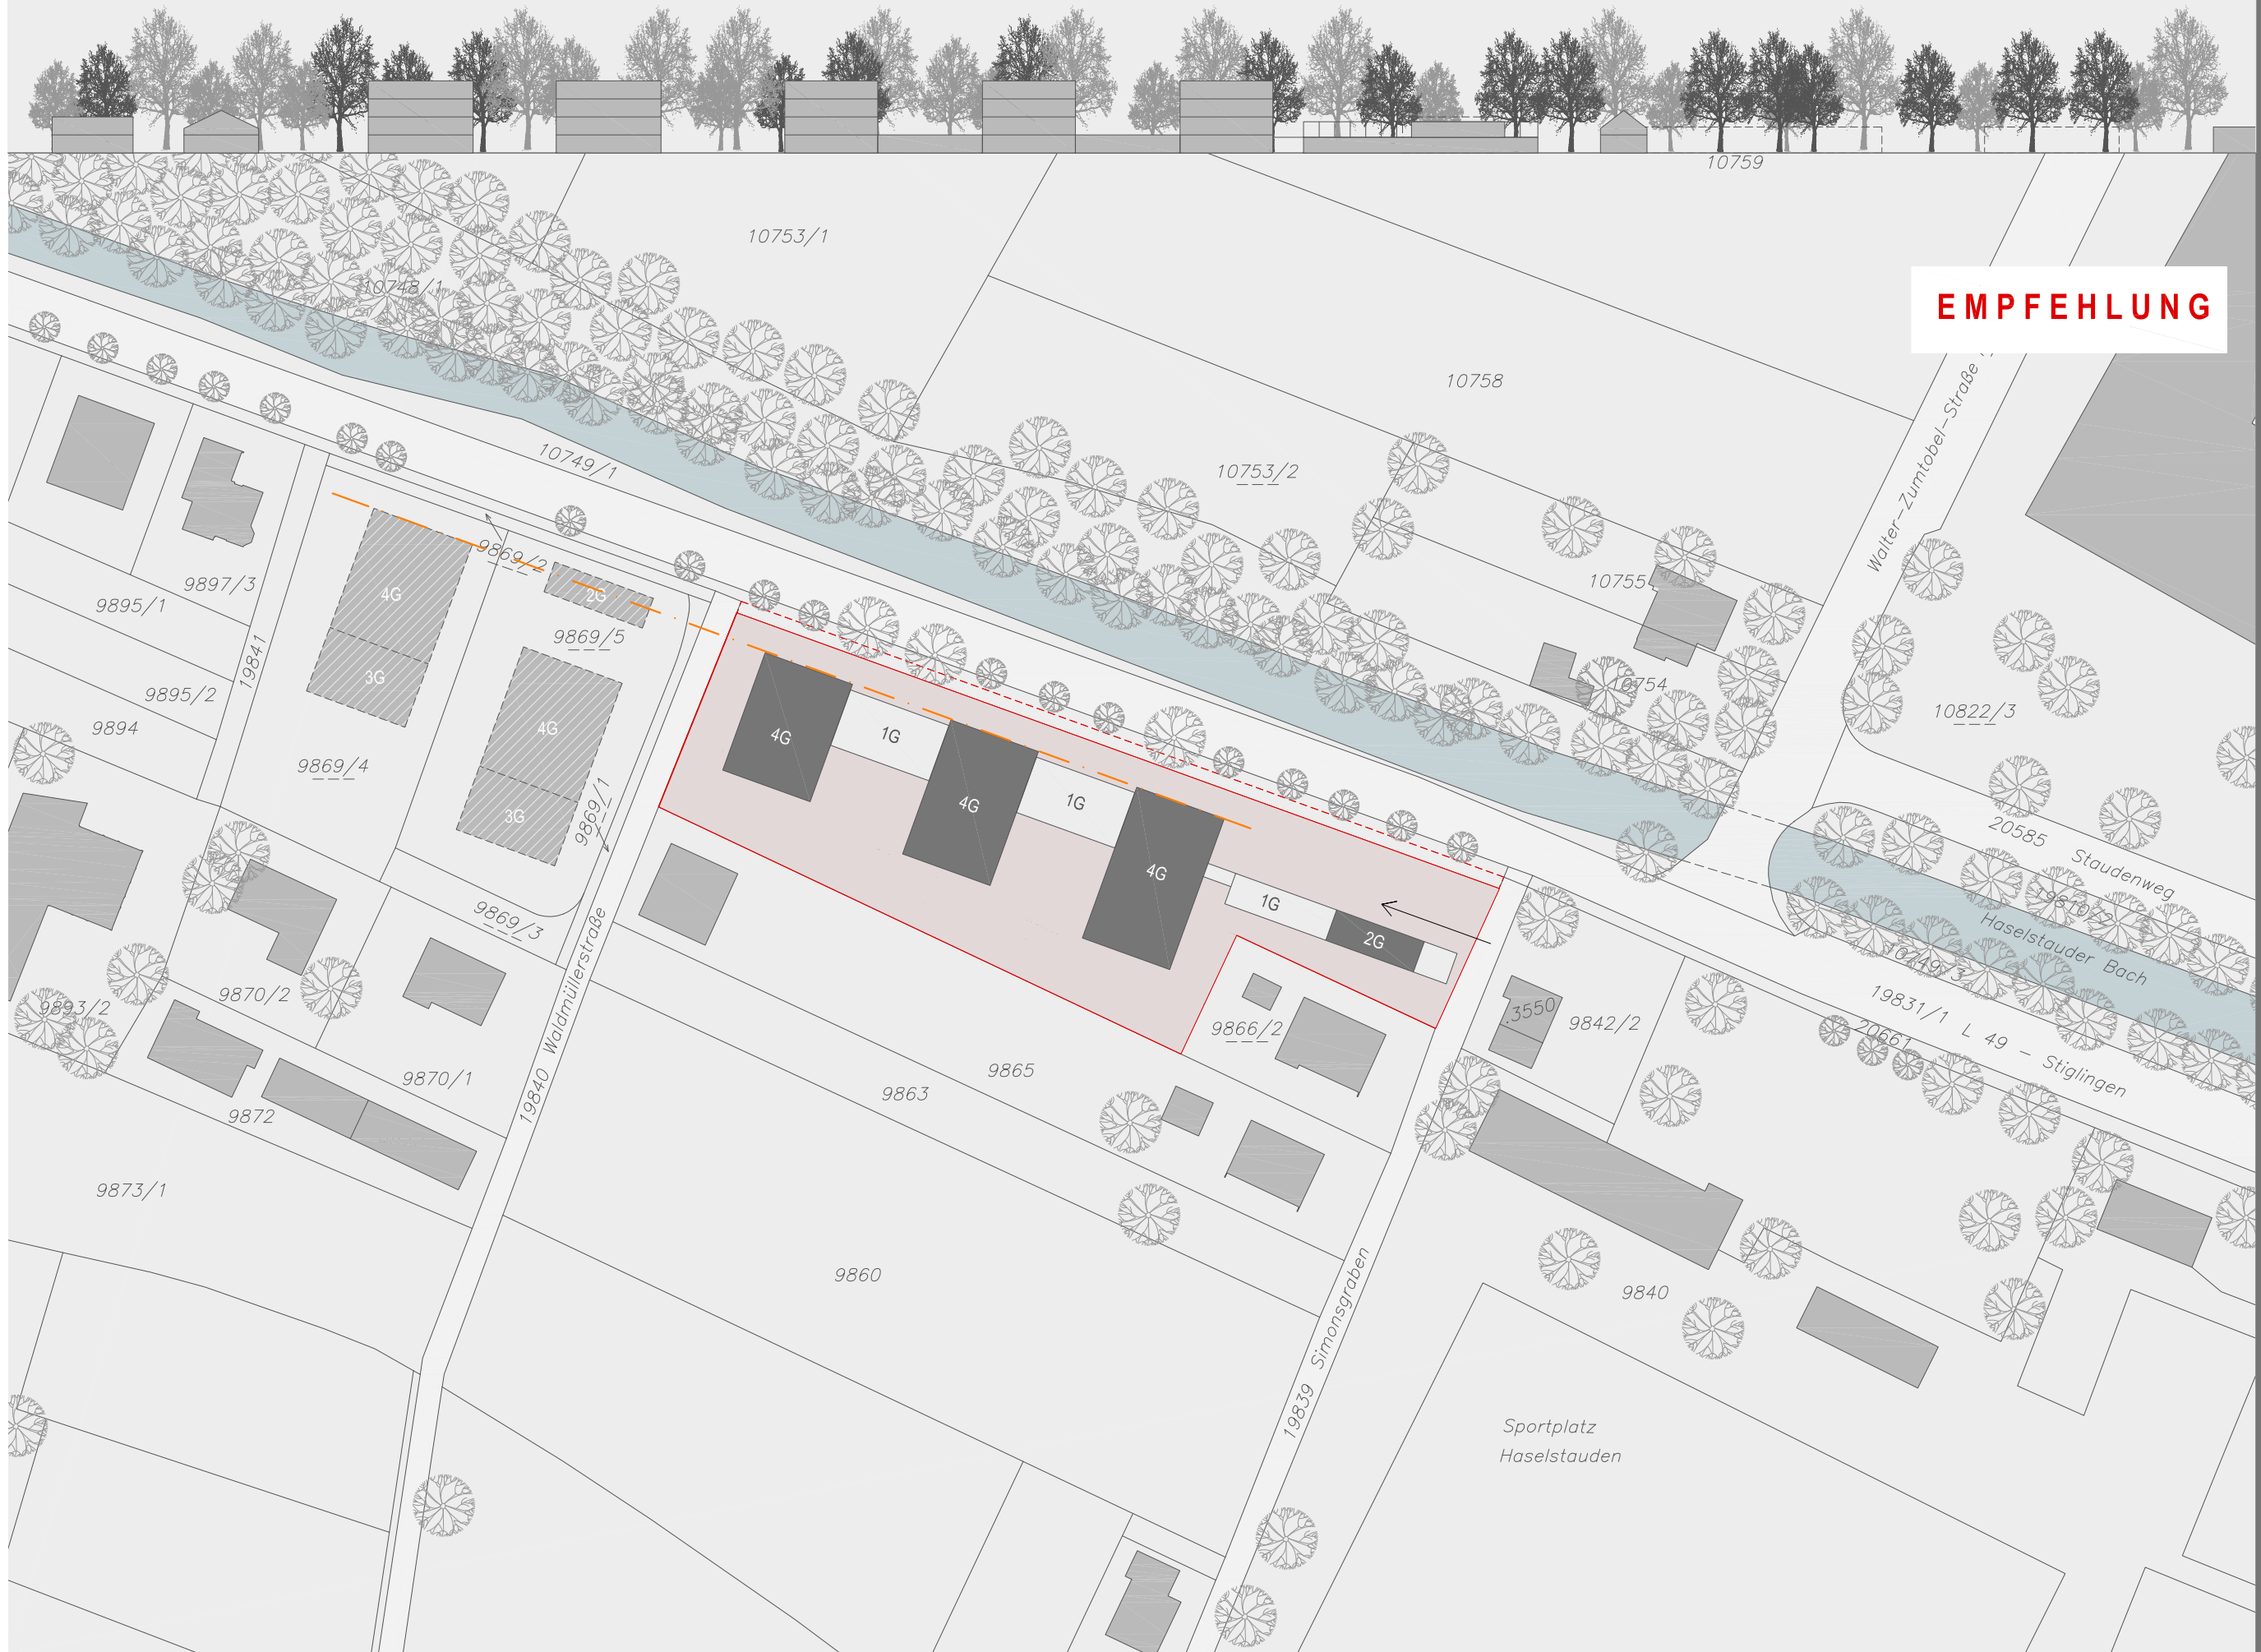 10759
10753/1
10748/1
EMPFEHLUNG
10758
Walter-Zumtobel-Straße
10749/1
10753/2
9869/2
4G
2G
10755
9897/3
9895/1
9869/5
19841
3G
9895/2
10754
10822/3
9894
4G
4G
1G
9869/4
4G
1G
3G
9869/1
20585 Staudenweg
4G
1G
2G
Haselstauder Bach
9869/3
10749/3
19831/1 L 49 - Stiglingen
9870/2
9893/2
19840 Waldmüllerstraße
9866/2
.3550
9842/2
20661
9865
9870/1
9863
9872
9873/1
9860
9840
19839 Simonsgraben
Sportplatz
Haselstauden